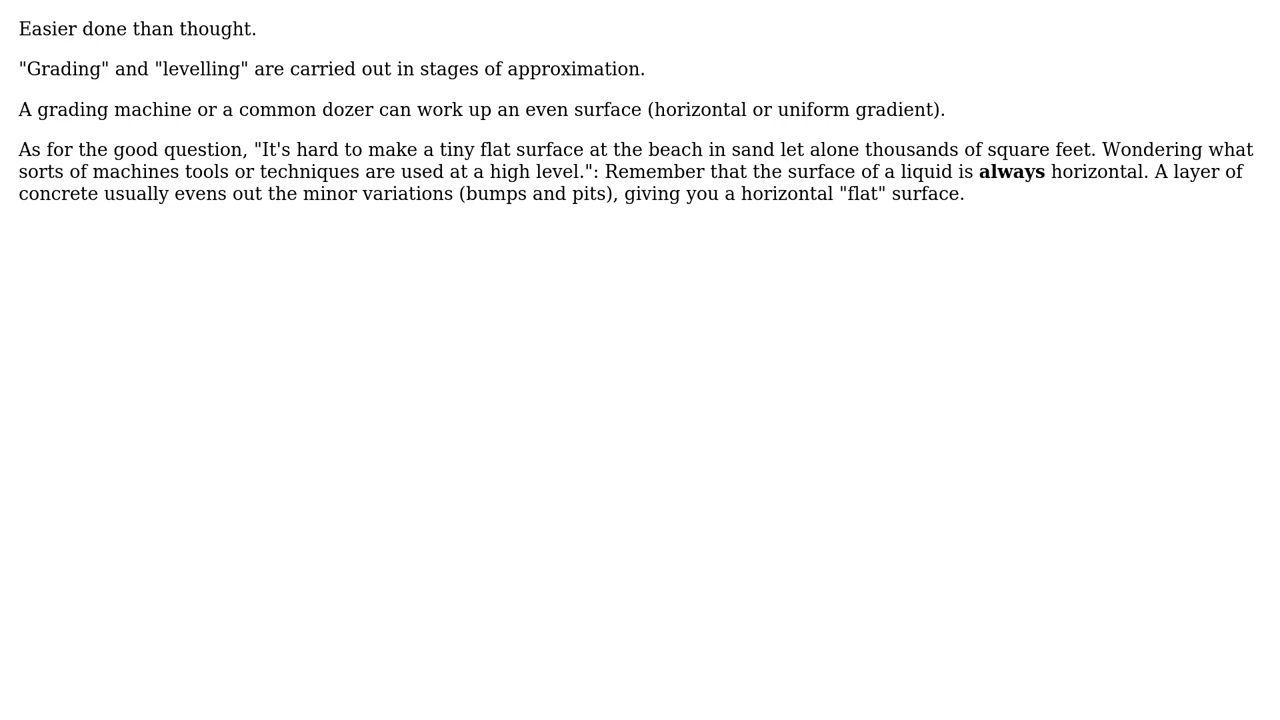 Easier done than thought.
"Grading" and "levelling" are carried out in stages of approximation.
A grading machine or a common dozer can work up an even surface (horizontal or uniform gradient).
As for the good question, "It's hard to make a tiny flat surface at the beach in sand let alone thousands of square feet. Wondering what
sorts of machines tools or techniques are used at a high level.": Remember that the surface of a liquid is always horizontal. A layer of
concrete usually evens out the minor variations (bumps and pits), giving you a horizontal "flat" surface.